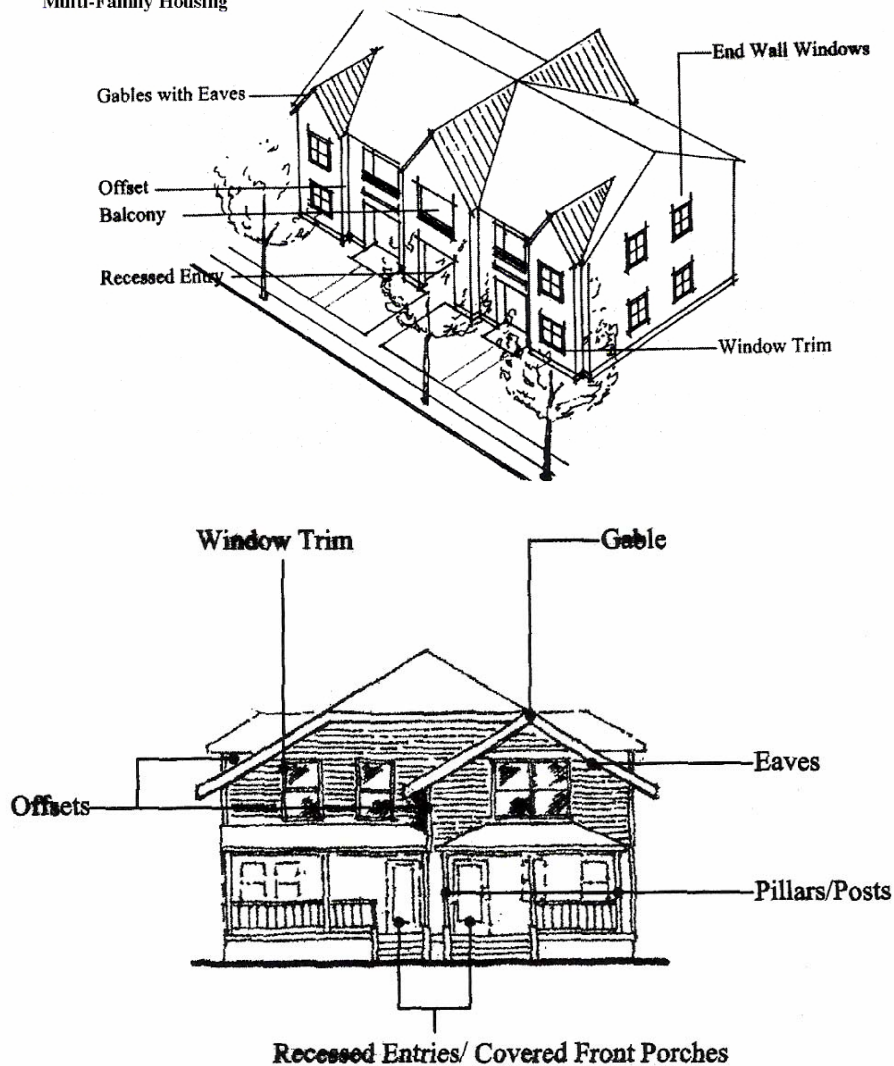 Multi-Family Housing
End Wall Windows
Gables with Eaves
Offset
Balcony
Recessed Entry
Window Trim
Window Trim
Gable
Eaves
Offsets
Pillars/Posts
Recessed Entries/ Covered Front Porches